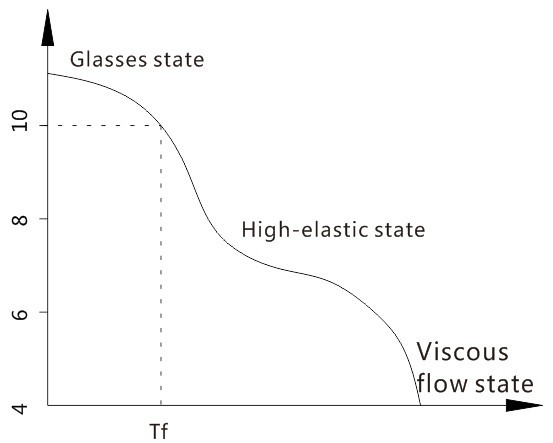 Glasses state
10
8
High-elastic state
6
Viscous
flow state
4
Tf